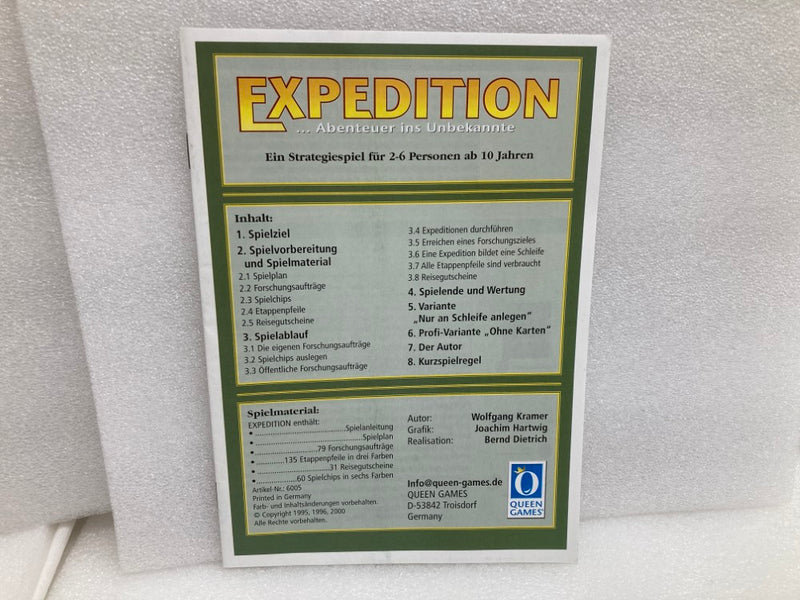 EXPEDITION
... Abenteuer ins Unbekannte
Ein Strategiespiel für 2-6 Personen ab 10 Jahren
Inhalt:
1. Spielziel
2. Spielvorbereitung
und Spielmaterial
2.1 Spielplan
2.2 Forschungsaufträge
2.3 Spielchips
2.4 Etappenpfeile
2.5 Reisegutscheine
3. Spielablauf
3.1 Die eigenen Forschungsaufträge
3.2 Spielchips auslegen
3.3 Öffentliche Forschungsaufträge
3.4 Expeditionen durchführen
3.5 Erreichen eines Forschungszieles
3.6 Eine Expedition bildet eine Schleife
3.7 Alle Etappenpfeile sind verbraucht
3.8 Reisegutscheine
4. Spielende und Wertung
5. Variante
„Nur an Schleife anlegen“
6. Profi-Variante „Ohne Karten“
7. Der Autor
8. Kurzspielregel
Spielmaterial:
EXPEDITION enthält:
• ........................................Spielanleitung
• ................................................Spielplan
• ............................79 Forschungsaufträge
• ............135 Etappenpfeile in drei Farben
• .................................31 Reisegutscheine
• ..................60 Spielchips in sechs Farben
Artikel-Nr.: 6005
Printed in Germany
Farb- und Inhaltsänderungen vorbehalten.
© Copyright 1995, 1996, 2000
Alle Rechte vorbehalten.
Autor: Wolfgang Kramer
Grafik: Joachim Hartwig
Realisation: Bernd Dietrich
Info@queen-games.de
QUEEN GAMES
D-53842 Troisdorf
Germany
QUEEN
GAMES®